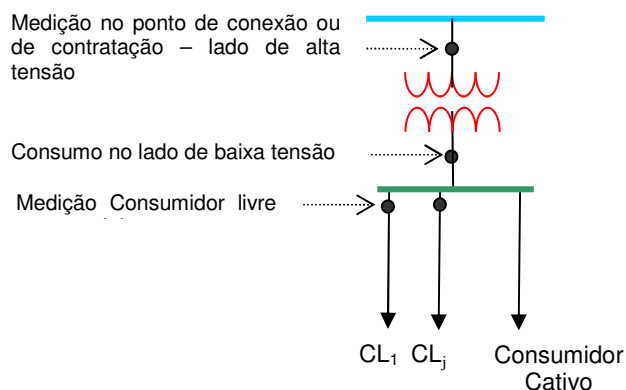 Medição no ponto de conexão ou
de contratação – lado de alta
tensão
Consumo no lado de baixa tensão
Medição Consumidor livre
CL1 CLj Consumidor
Cativo